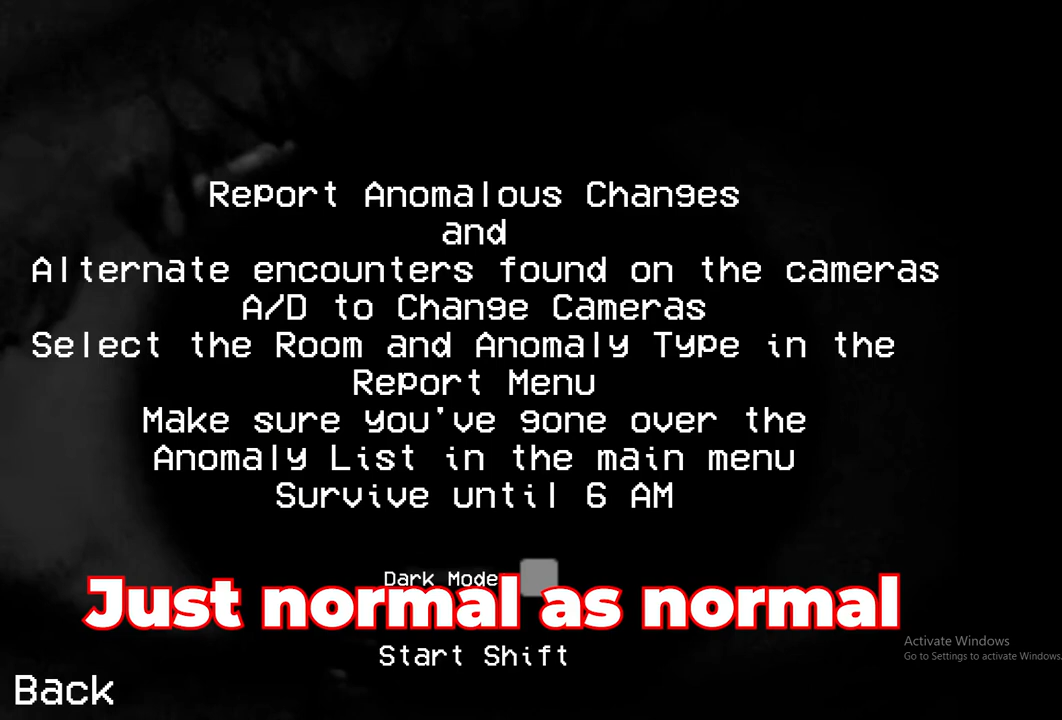 Report Anomalous Changes
and
Alternate encounters found on the cameras
A/D to Change Cameras
Select the Room and Anomaly Type in the
Report Menu
Make sure you've gone over the
Anomaly List in the main menu
Survive until 6 AM
Dark Mode
Just normal as normal
Start Shift
Activate Windows
Go to Settings to activate Windows.
Back